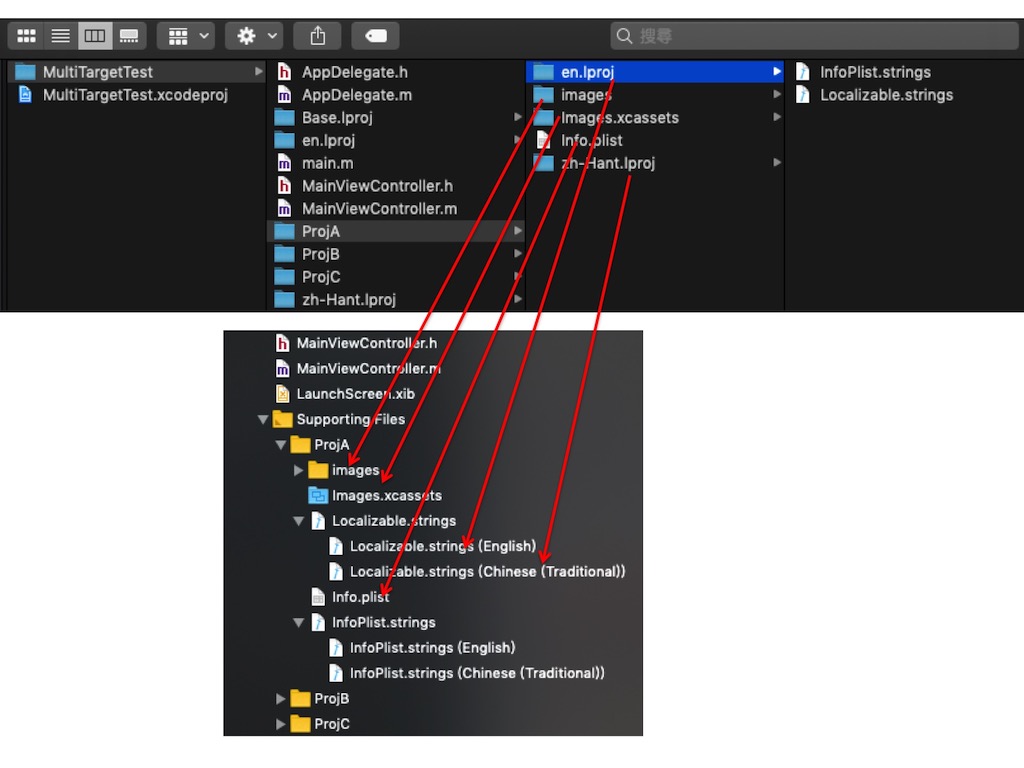 搜尋
MultiTargetTest
MultiTargetTest.xcodeproj
AppDelegate.h
AppDelegate.m
Base.lproj
en.lproj
main.m
MainViewController.h
MainViewController.m
ProjA
ProjB
ProjC
zh-Hant.lproj
en.lproj
images
Images.xcassets
Info.plist
zh-Hant.lproj
InfoPlist.strings
Localizable.strings
MainViewController.h
MainViewController.m
LaunchScreen.xib
Supporting Files
ProjA
images
Images.xcassets
Localizable.strings
Localizable.strings (English)
Localizable.strings (Chinese (Traditional))
Info.plist
InfoPlist.strings
InfoPlist.strings (English)
InfoPlist.strings (Chinese (Traditional))
ProjB
ProjC